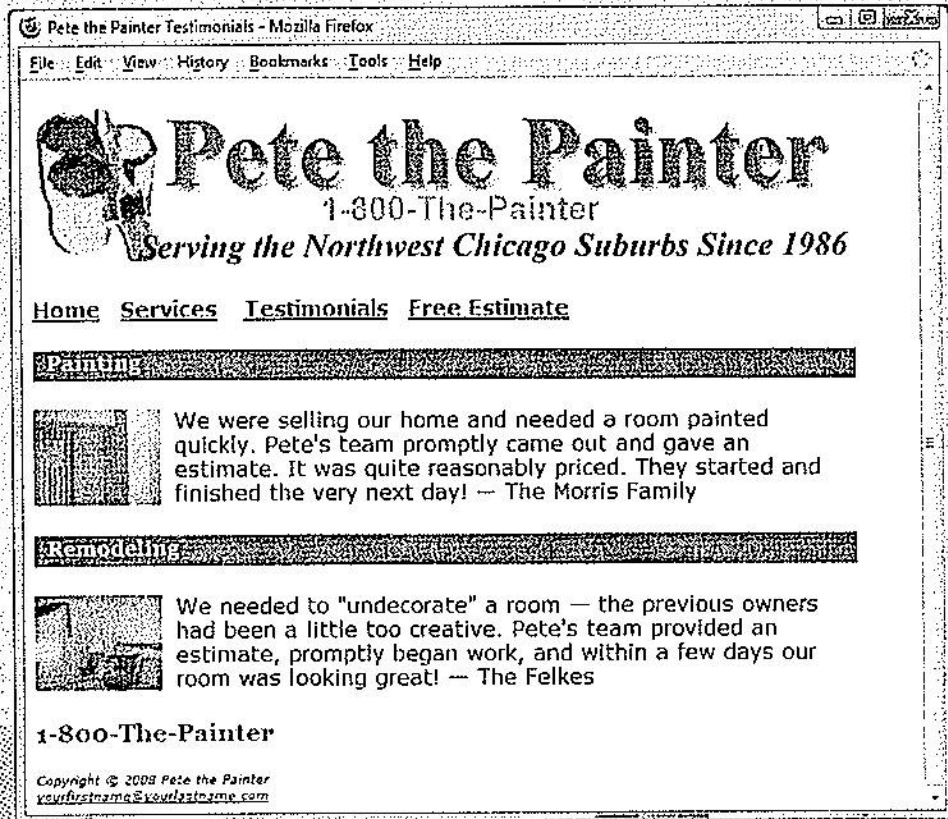 Pete the Painter Testimonials - Mozilla Firefox
File Edit View History Bookmarks Tools Help
Pete the Painter
1-800-The-Painter
Serving the Northwest Chicago Suburbs Since 1986
Home Services Testimonials Free Estimate
Painting
We were selling our home and needed a room painted
quickly. Pete's team promptly came out and gave an
estimate. It was quite reasonably priced. They started and
finished the very next day! — The Morris Family
Remodeling
We needed to "undecorate" a room — the previous owners
had been a little too creative. Pete's team provided an
estimate, promptly began work, and within a few days our
room was looking great! — The Felkes
1-800-The-Painter
Copyright © 2008 Pete the Painter
yourfirstname@yourlastname.com